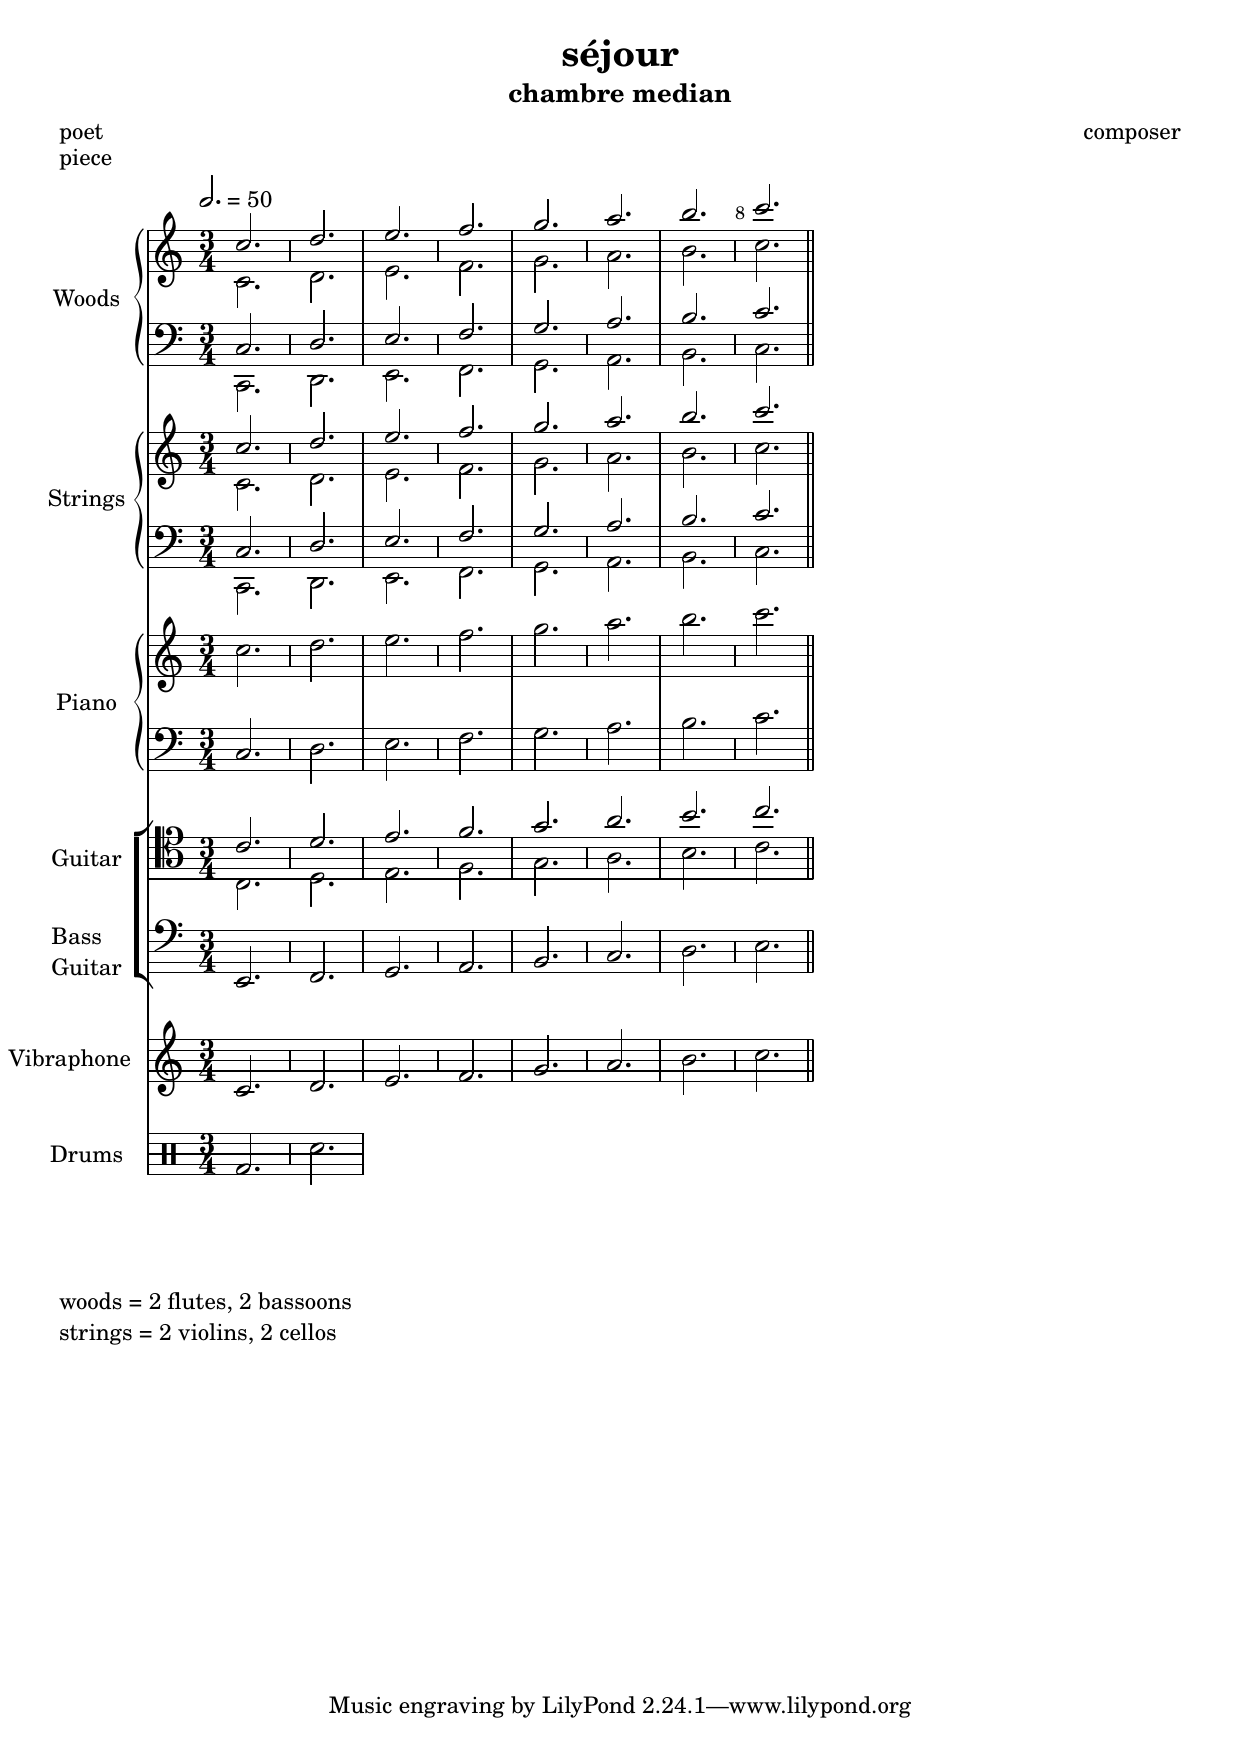 séjour
chambre median
poet composer
piece
= 50
8
Woods
Strings
Piano
Guitar
Bass
Guitar
Vibraphone
Drums
woods = 2 flutes, 2 bassoons
strings = 2 violins, 2 cellos
Music engraving by LilyPond 2.24.1—www.lilypond.org